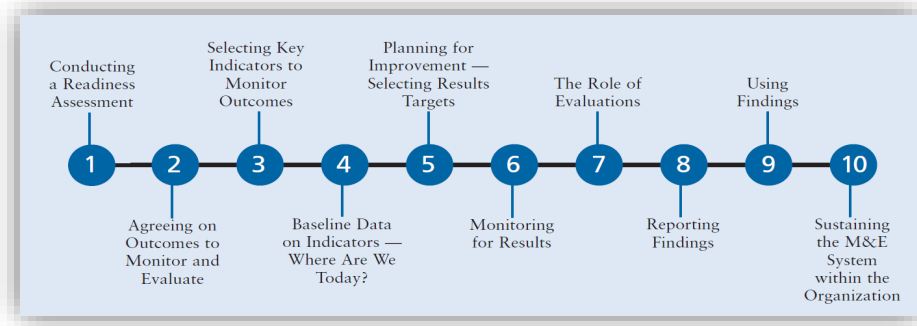 Conducting
a Readiness
Assessment
Selecting Key
Indicators to
Monitor
Outcomes
Planning for
Improvement —
Selecting Results
Targets
The Role of
Evaluations
Using
Findings
1
2
3
4
5
6
7
8
9
10
Agreeing on
Outcomes to
Monitor and
Evaluate
Baseline Data
on Indicators —
Where Are We
Today?
Monitoring
for Results
Reporting
Findings
Sustaining
the M&E
System
within the
Organization